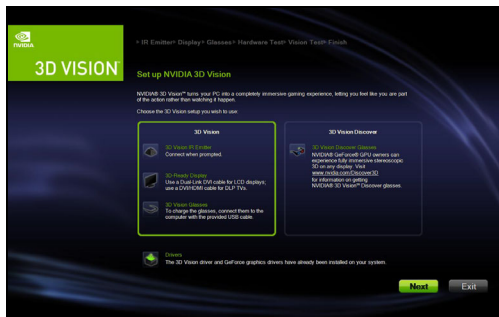 NVIDIA
3D VISION
IR Emitter Display Glasses Hardware Test Vision Test Finish
Set up NVIDIA 3D Vision
NVIDIA® 3D Vision™ turns your PC into a completely immersive gaming experience, letting you feel like you are part
of the action rather than watching it happen.
Choose the 3D Vision setup you wish to use:
3D Vision
3D Vision IR Emitter
Connect when prompted.
3D-Ready Display
Use a Dual-Link DVI cable for LCD displays;
use a DVI/HDMI cable for DLP TVs.
3D Vision Glasses
To charge the glasses, connect them to the
computer with the provided USB cable.
3D Vision Discover
3D Vision Discover Glasses
NVIDIA® GeForce® GPU owners can
experience fully immersive stereoscopic
3D on any display. Visit
www.nvidia.com/Discover3D
for information on getting
NVIDIA® 3D Vision™ Discover glasses.
Drivers
The 3D Vision driver and GeForce graphics drivers have already been installed on your system.
Next
Exit